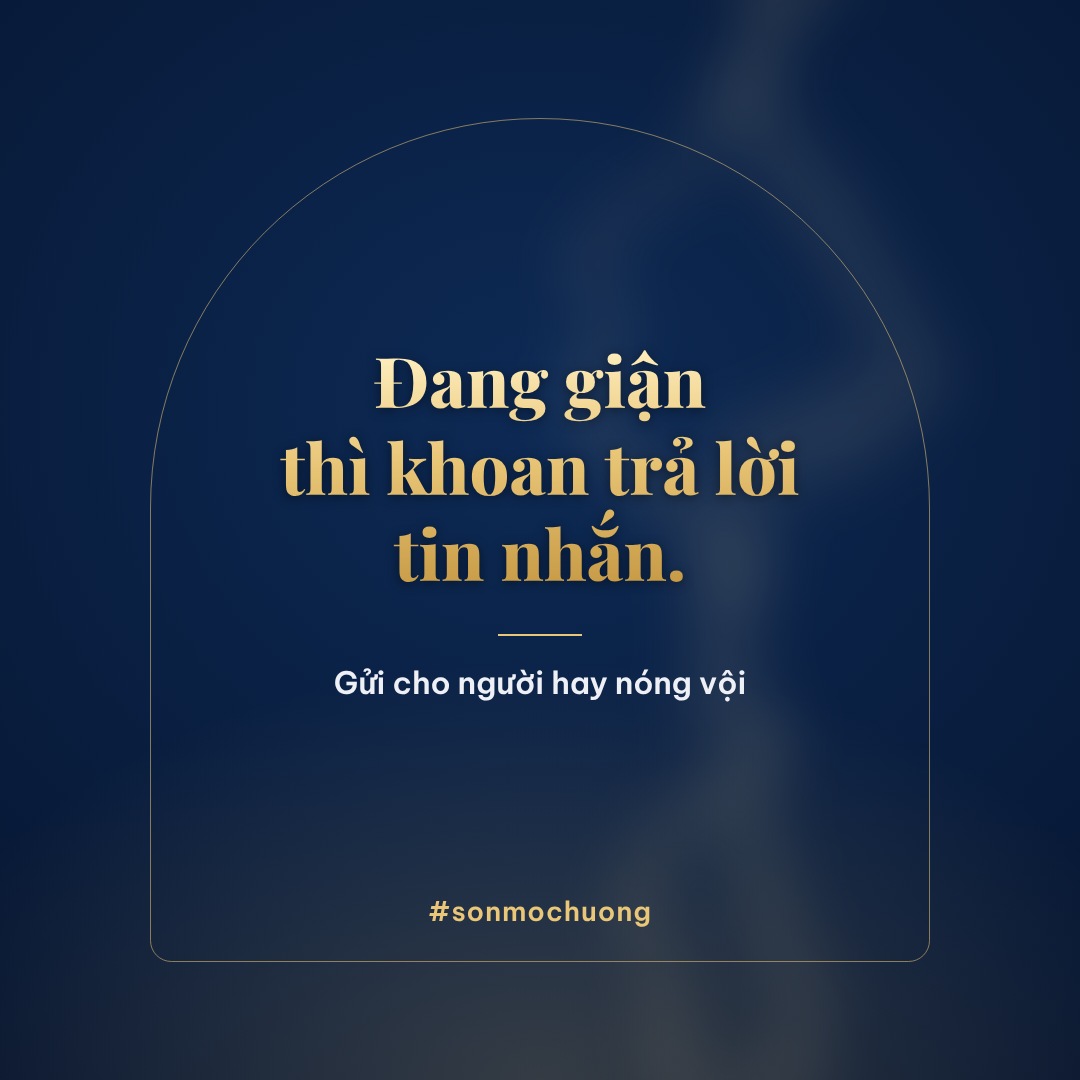 Đang giận
thì khoan trả lời
tin nhắn.
Gửi cho người hay nóng vội
#sonmochuong